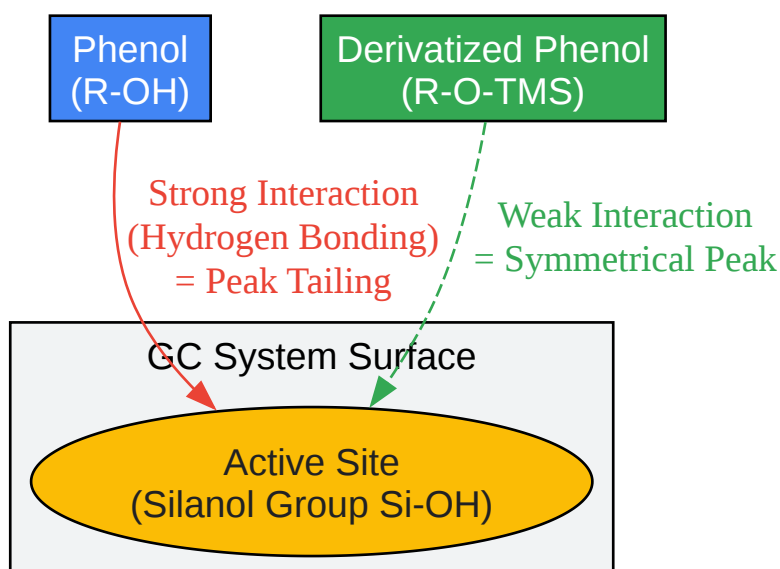 Phenol
(R-OH)
Derivatized Phenol
(R-O-TMS)
Strong Interaction
(Hydrogen Bonding)
= Peak Tailing
Weak Interaction
= Symmetrical Peak
GC System Surface
Active Site
(Silanol Group Si-OH)